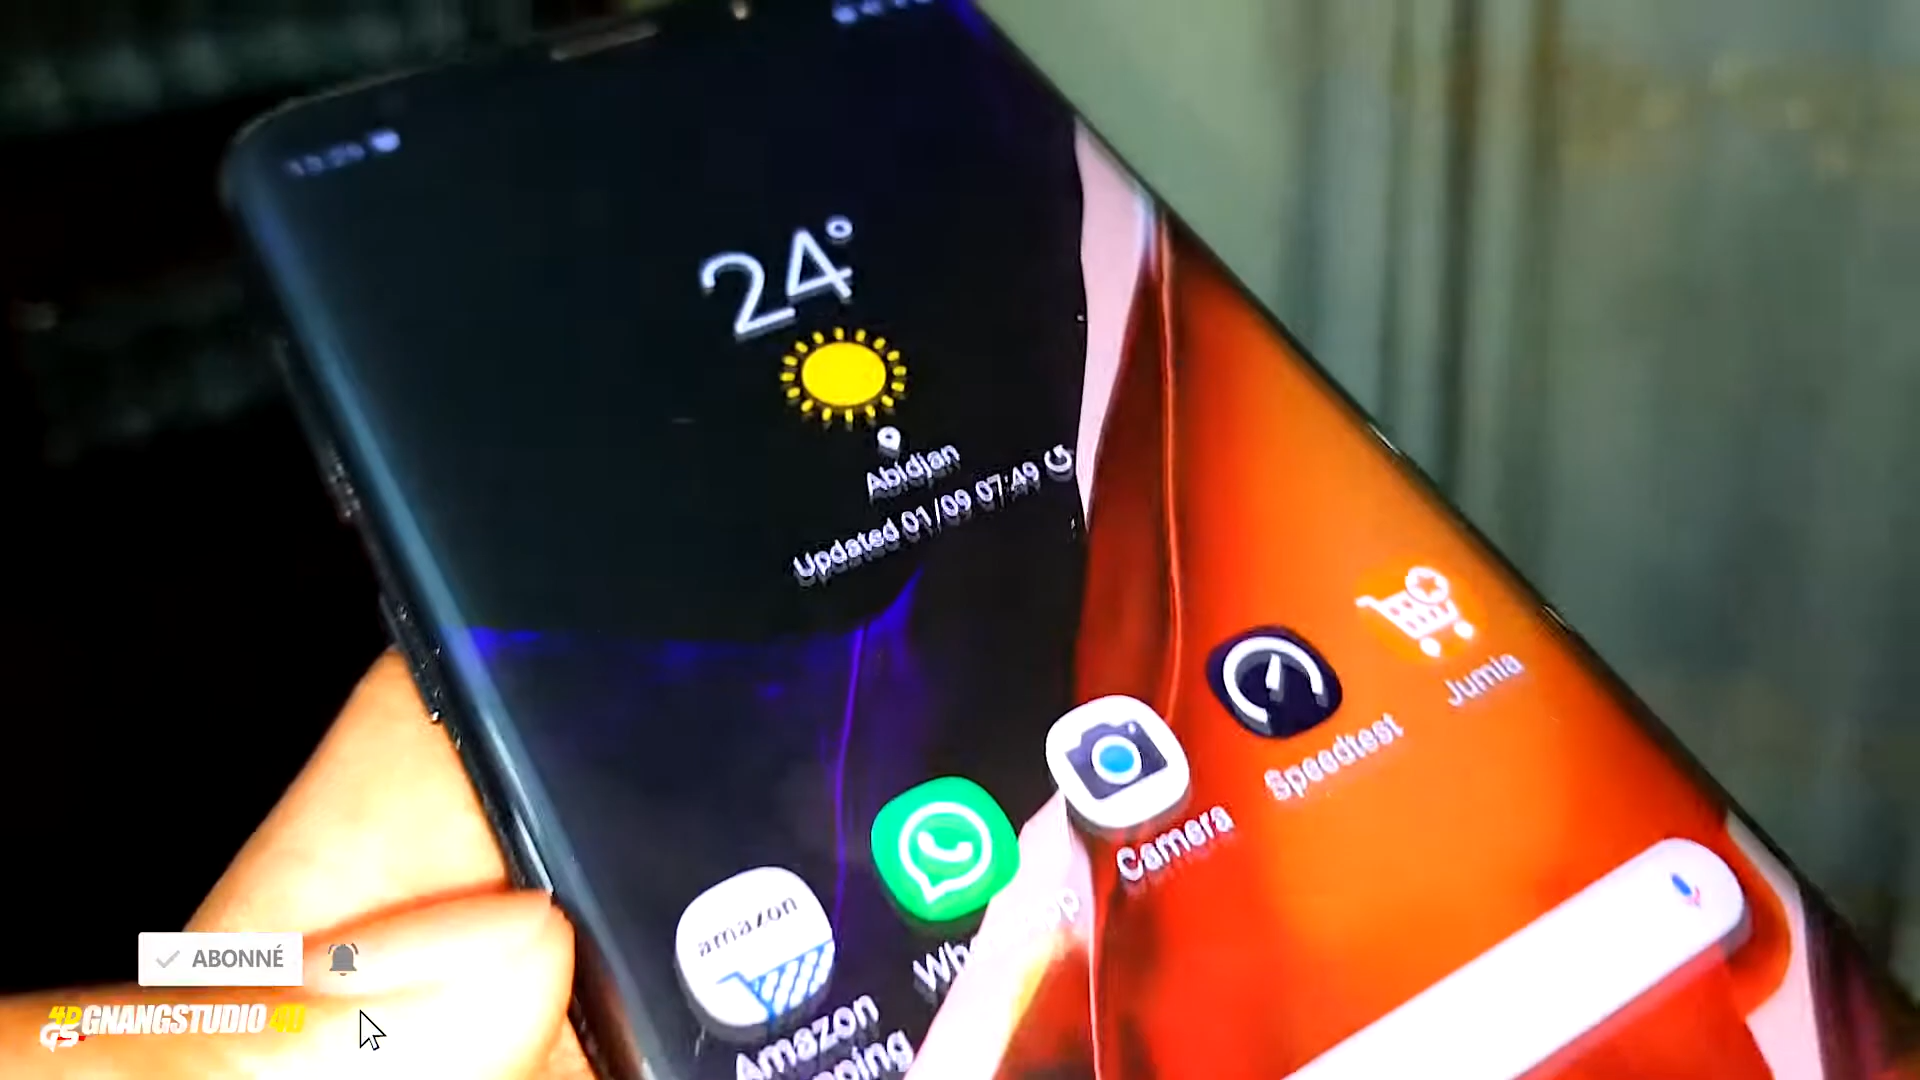 24°
Abidjan
Updated 01/09 07:49
Jumia
Speedtest
Camera
amazon
Amazon
ABONNÉ
GNANGSTUDIO 4D